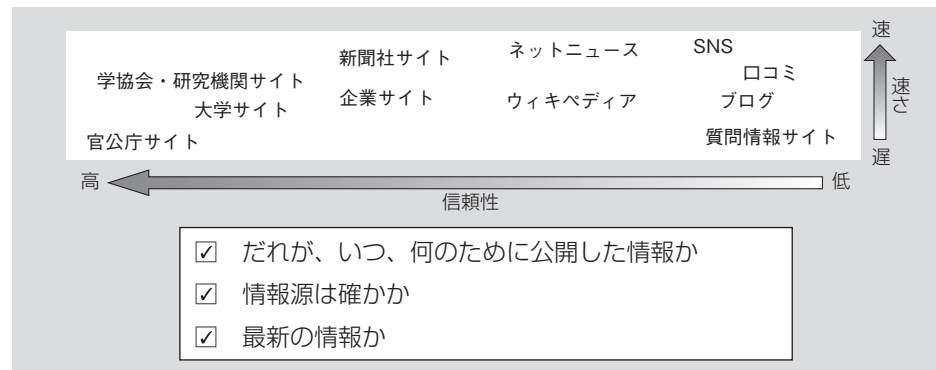 速
SNS
ネットニュース
新聞社サイト
口コミ
学協会・研究機関サイト
速さ
企業サイト
ウィキペディア
ブログ
大学サイト
官公庁サイト
質問情報サイト
遅
高
低
信頼性
☑ だれが、いつ、何のために公開した情報か
☑ 情報源は確かか
☑ 最新の情報か